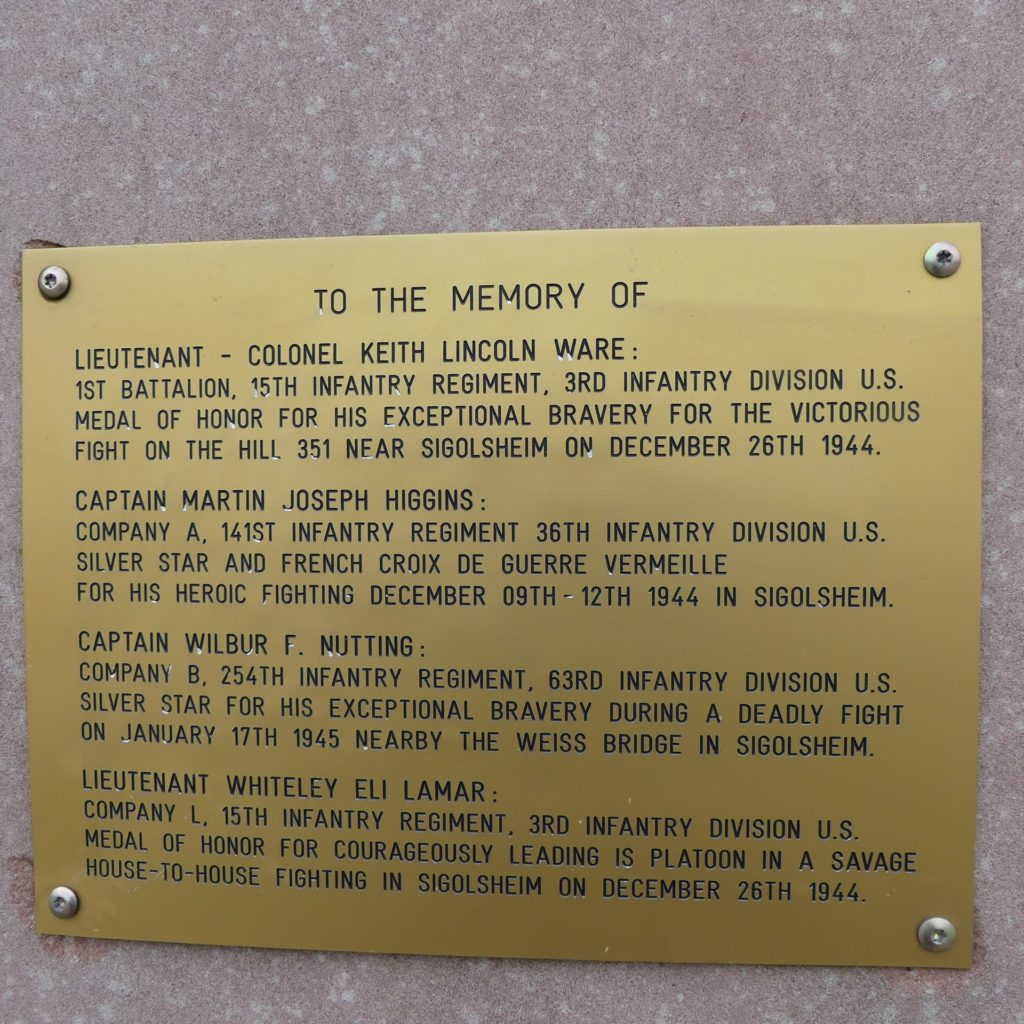 TO THE MEMORY OF
LIEUTENANT - COLONEL KEITH LINCOLN WARE:
1ST BATTALION, 15TH INFANTRY REGIMENT, 3RD INFANTRY DIVISION U.S.
MEDAL OF HONOR FOR HIS EXCEPTIONAL BRAVERY FOR THE VICTORIOUS
FIGHT ON THE HILL 351 NEAR SIGOLSHEIM ON DECEMBER 26TH 1944.
CAPTAIN MARTIN JOSEPH HIGGINS:
COMPANY A, 141ST INFANTRY REGIMENT 36TH INFANTRY DIVISION U.S.
SILVER STAR AND FRENCH CROIX DE GUERRE VERMEILLE
FOR HIS HEROIC FIGHTING DECEMBER 09TH-12TH 1944 IN SIGOLSHEIM.
CAPTAIN WILBUR F. NUTTING:
COMPANY B, 254TH INFANTRY REGIMENT, 63RD INFANTRY DIVISION U.S.
SILVER STAR FOR HIS EXCEPTIONAL BRAVERY DURING A DEADLY FIGHT
ON JANUARY 17TH 1945 NEARBY THE WEISS BRIDGE IN SIGOLSHEIM.
LIEUTENANT WHITELEY ELI LAMAR:
COMPANY L, 15TH INFANTRY REGIMENT, 3RD INFANTRY DIVISION U.S.
MEDAL OF HONOR FOR COURAGEOUSLY LEADING IS PLATOON IN A SAVAGE
HOUSE-TO-HOUSE FIGHTING IN SIGOLSHEIM ON DECEMBER 26TH 1944.